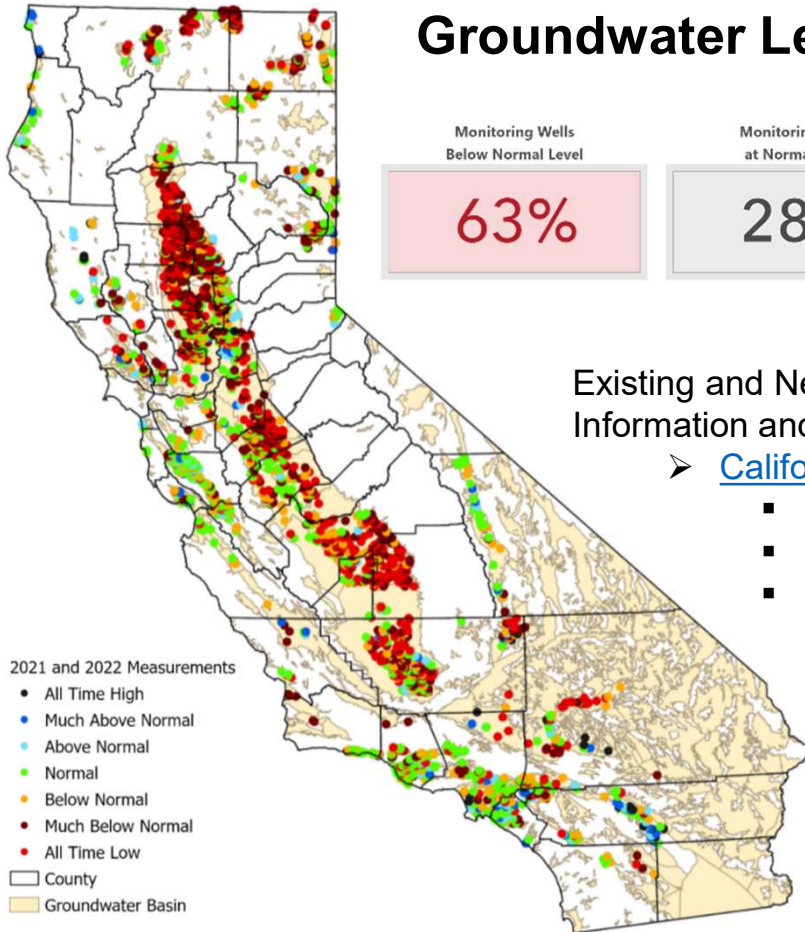 Groundwater Le
Monitoring Wells
Below Normal Level
63%
Monitorin
at Norma
28
Existing and Ne
Information and
➢ Califo
▪
▪
▪
2021 and 2022 Measurements
All Time High
Much Above Normal
Above Normal
Normal
Below Normal
Much Below Normal
All Time Low
County
Groundwater Basin